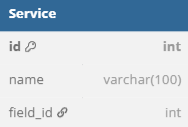 Service
id int
name varchar(100)
field_id int